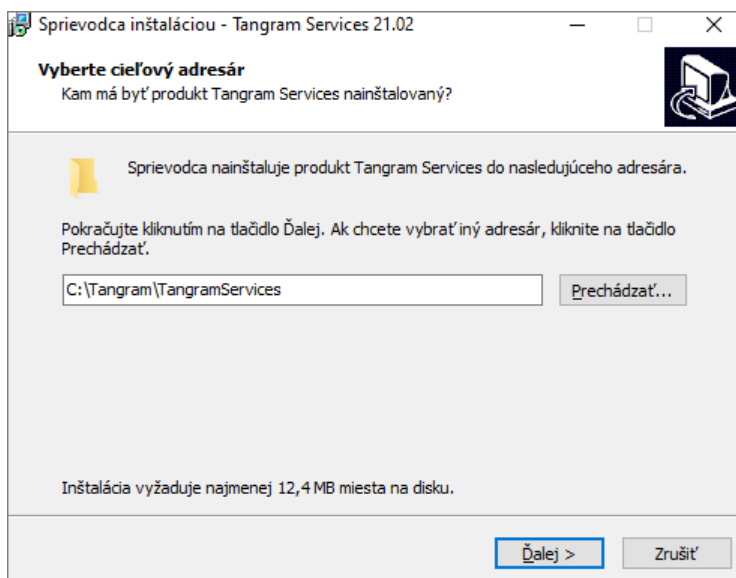 Sprievodca inštaláciou - Tangram Services 21.02
Vyberte cieľový adresár
Kam má byť produkt Tangram Services nainštalovaný?
Sprievodca nainštaluje produkt Tangram Services do nasledujúceho adresára.
Pokračujte kliknutím na tlačidlo Ďalej. Ak chcete vybrať iný adresár, kliknite na tlačidlo
Prechádzať.
C:\Tangram\TangramServices
Prechádzať...
Inštalácia vyžaduje najmenej 12,4 MB miesta na disku.
Ďalej >
Zrušiť